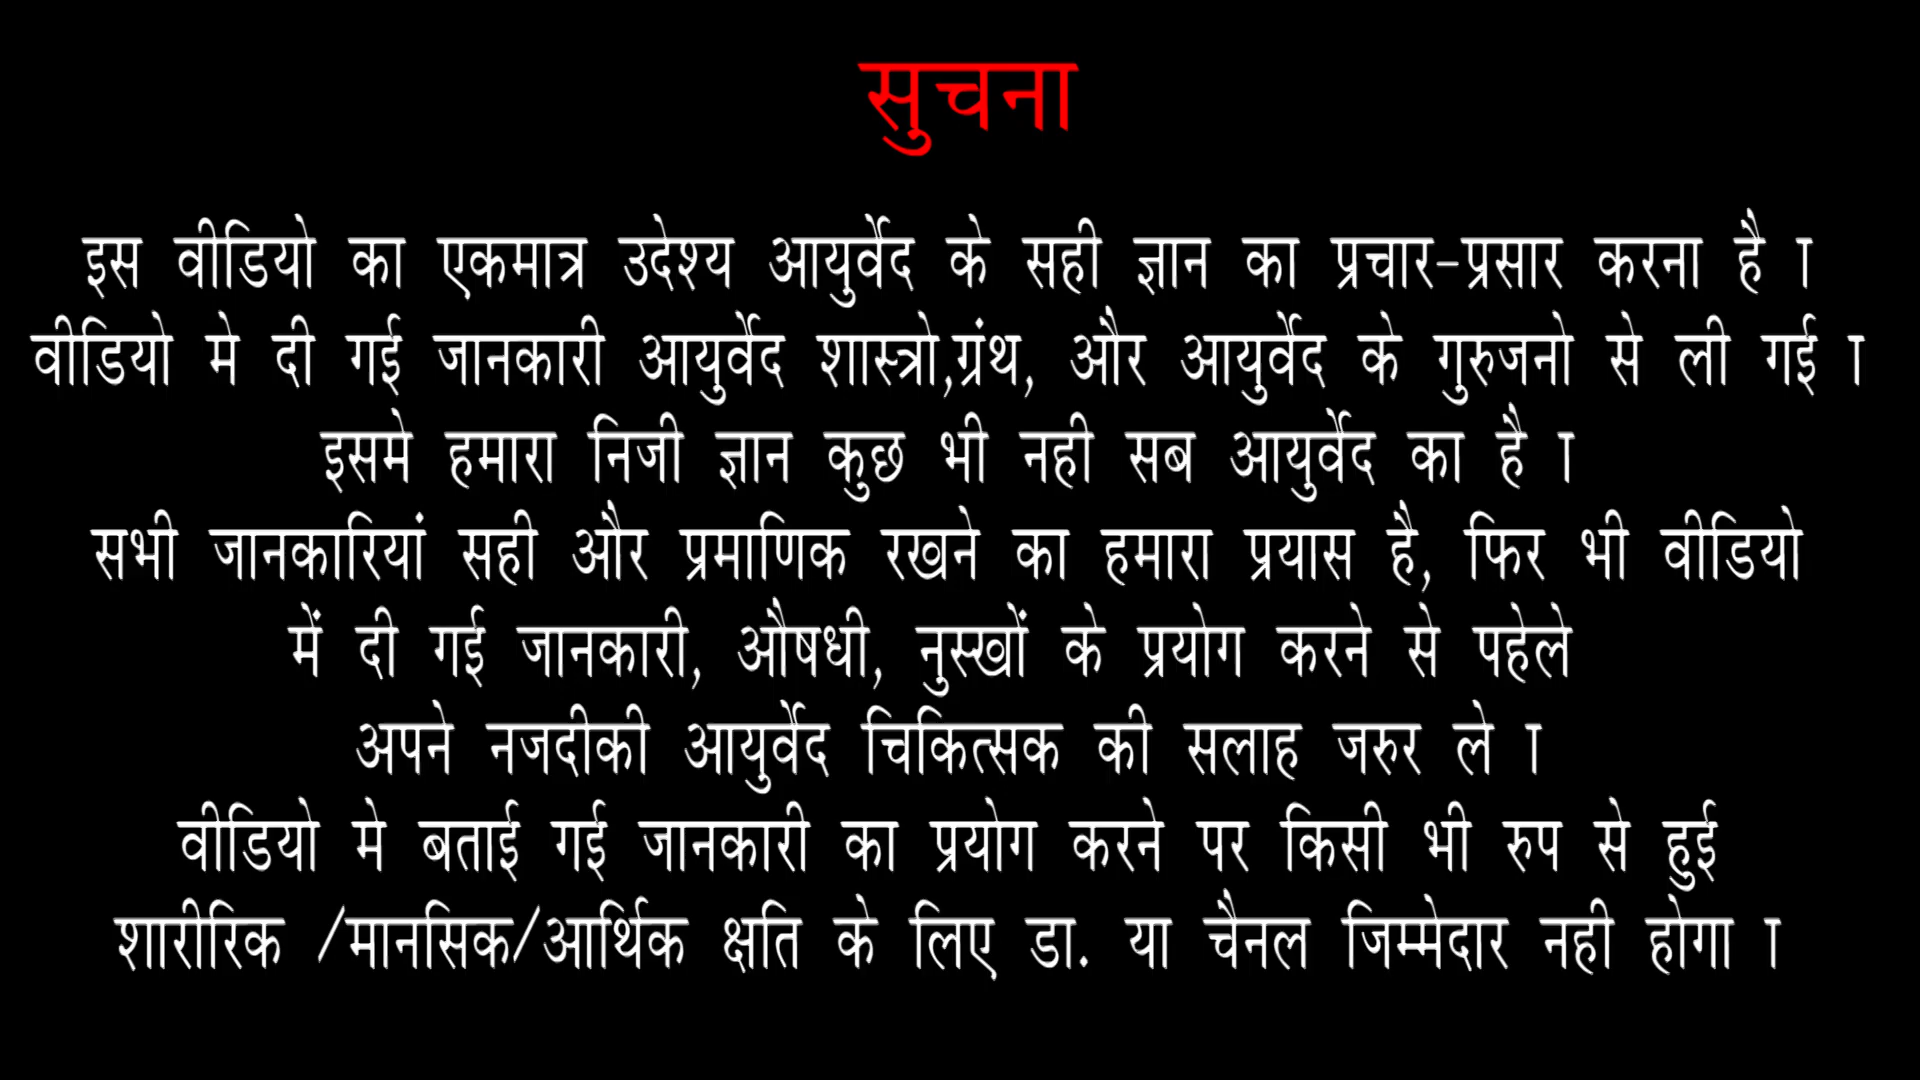 सुचना
इस वीडियो का एकमात्र उदेश्य आयुर्वेद के सही ज्ञान का प्रचार-प्रसार करना है ा
वीडियो मे दी गई जानकारी आयुर्वेद शास्त्रो,ग्रंथ, और आयुर्वेद के गुरुजनो से ली गई ा
इसमे हमारा निजी ज्ञान कुछ भी नही सब आयुर्वेद का है ा
सभी जानकारियां सही और प्रमाणिक रखने का हमारा प्रयास है, फिर भी वीडियो
में दी गई जानकारी, औषधी, नुस्खों के प्रयोग करने से पहेले
अपने नजदीकी आयुर्वेद चिकित्सक की सलाह जरुर ले ा
वीडियो मे बताई गई जानकारी का प्रयोग करने पर किसी भी रुप से हुई
शारीरिक /मानसिक/आर्थिक क्षति के लिए डा. या चैनल जिम्मेदार नही होगा ा